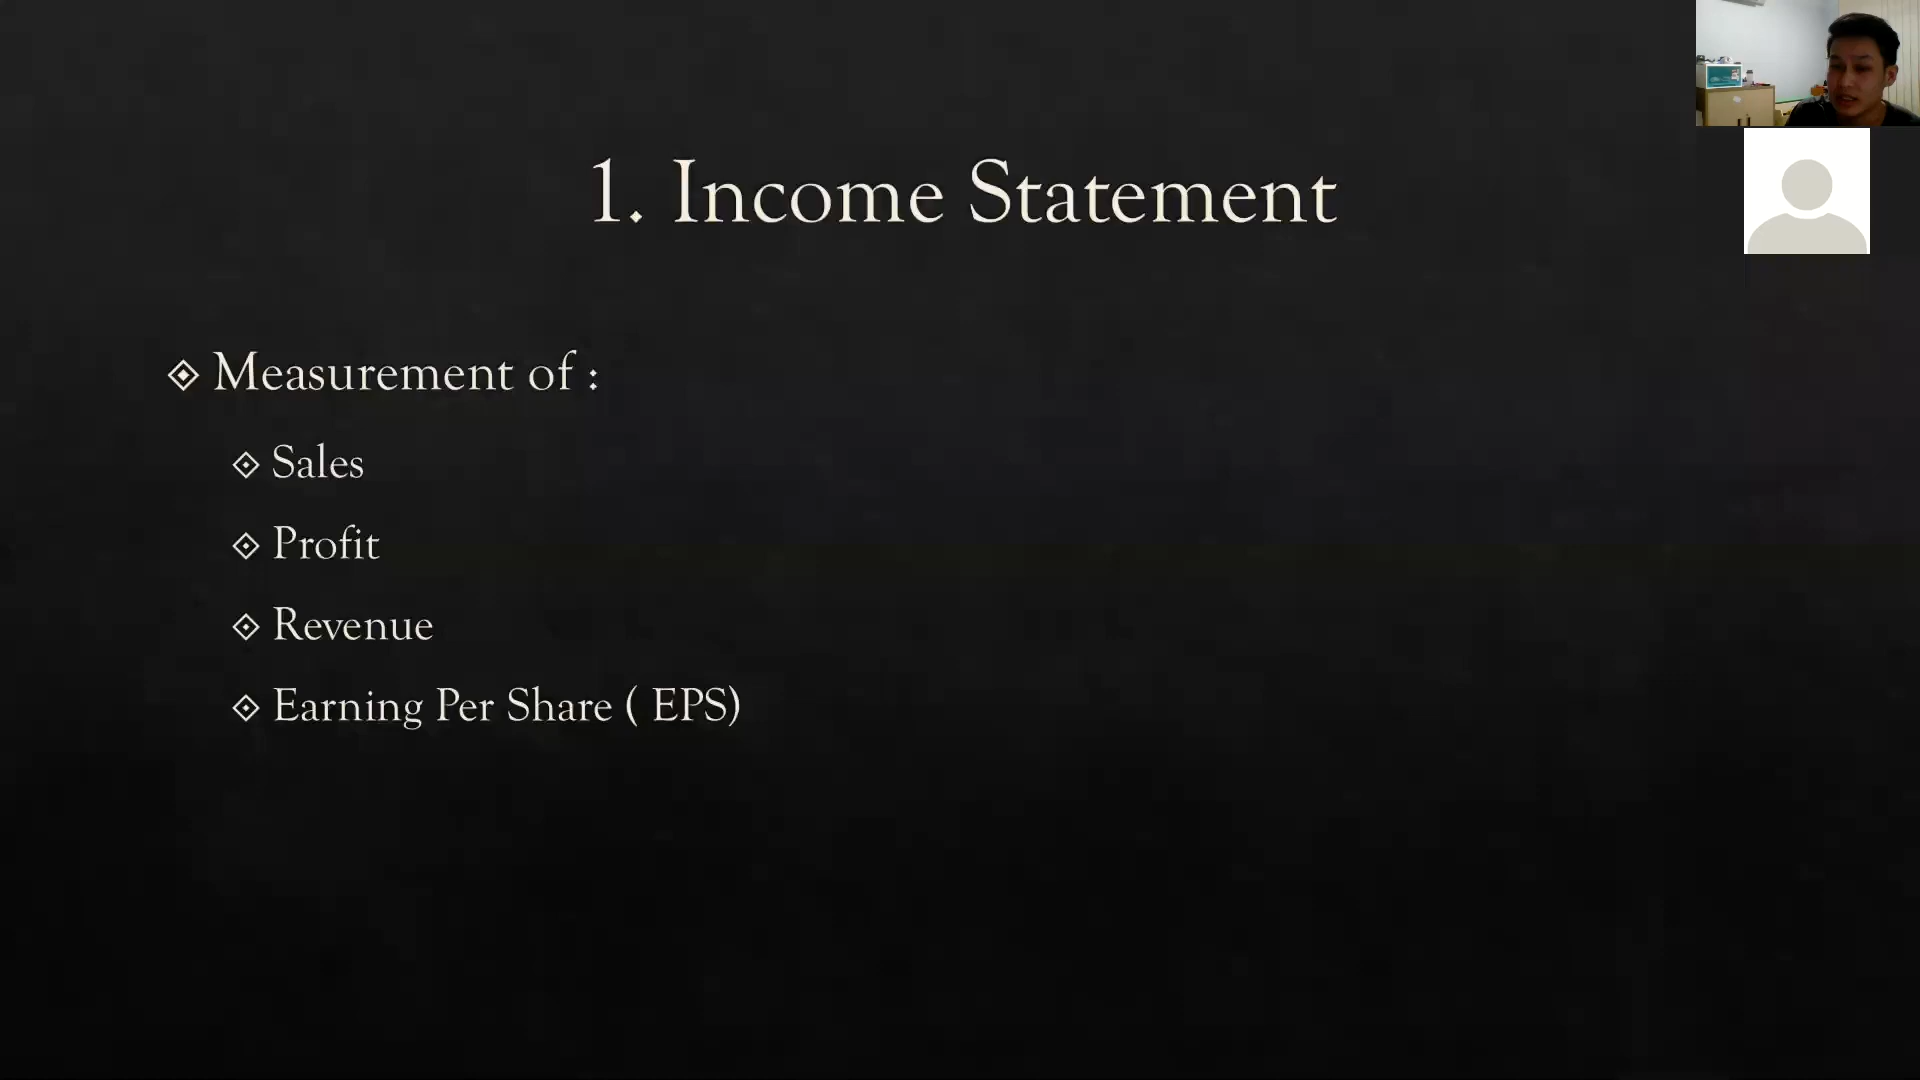 1. Income Statement
Measurement of :
Sales
Profit
Revenue
Earning Per Share ( EPS)